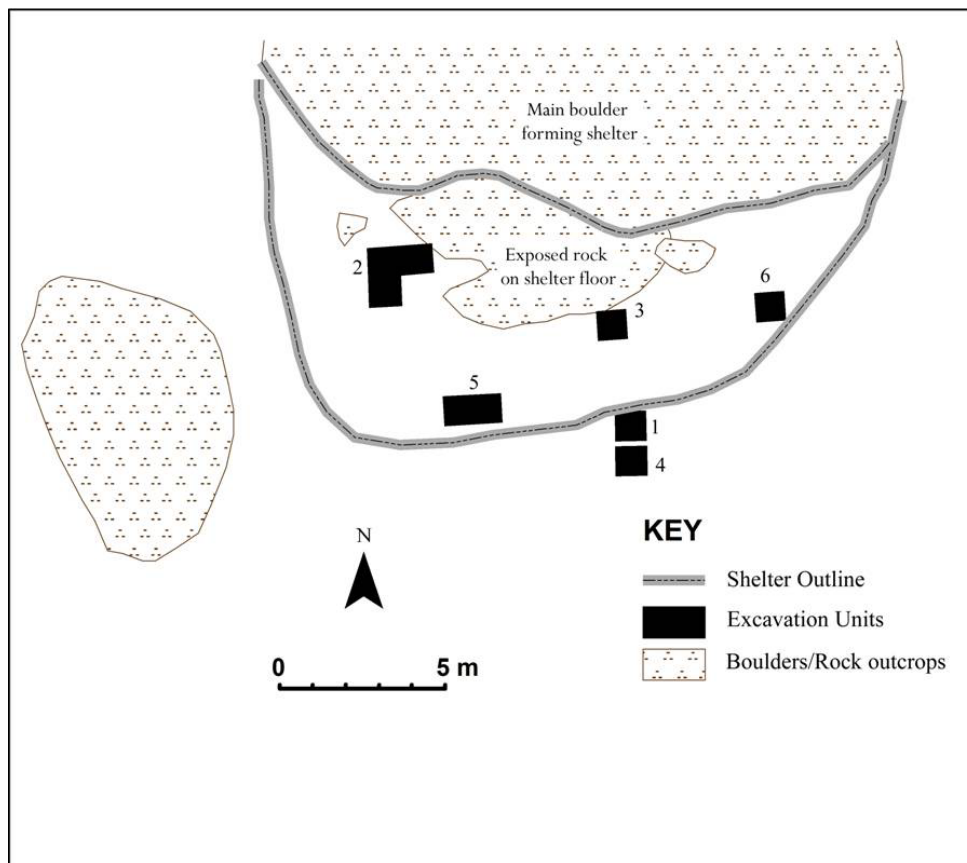 Main boulder
forming shelter
Exposed rock
on shelter floor
2
6
3
5
1
4
N
KEY
Shelter Outline
Excavation Units
Boulders/Rock outcrops
0 5 m